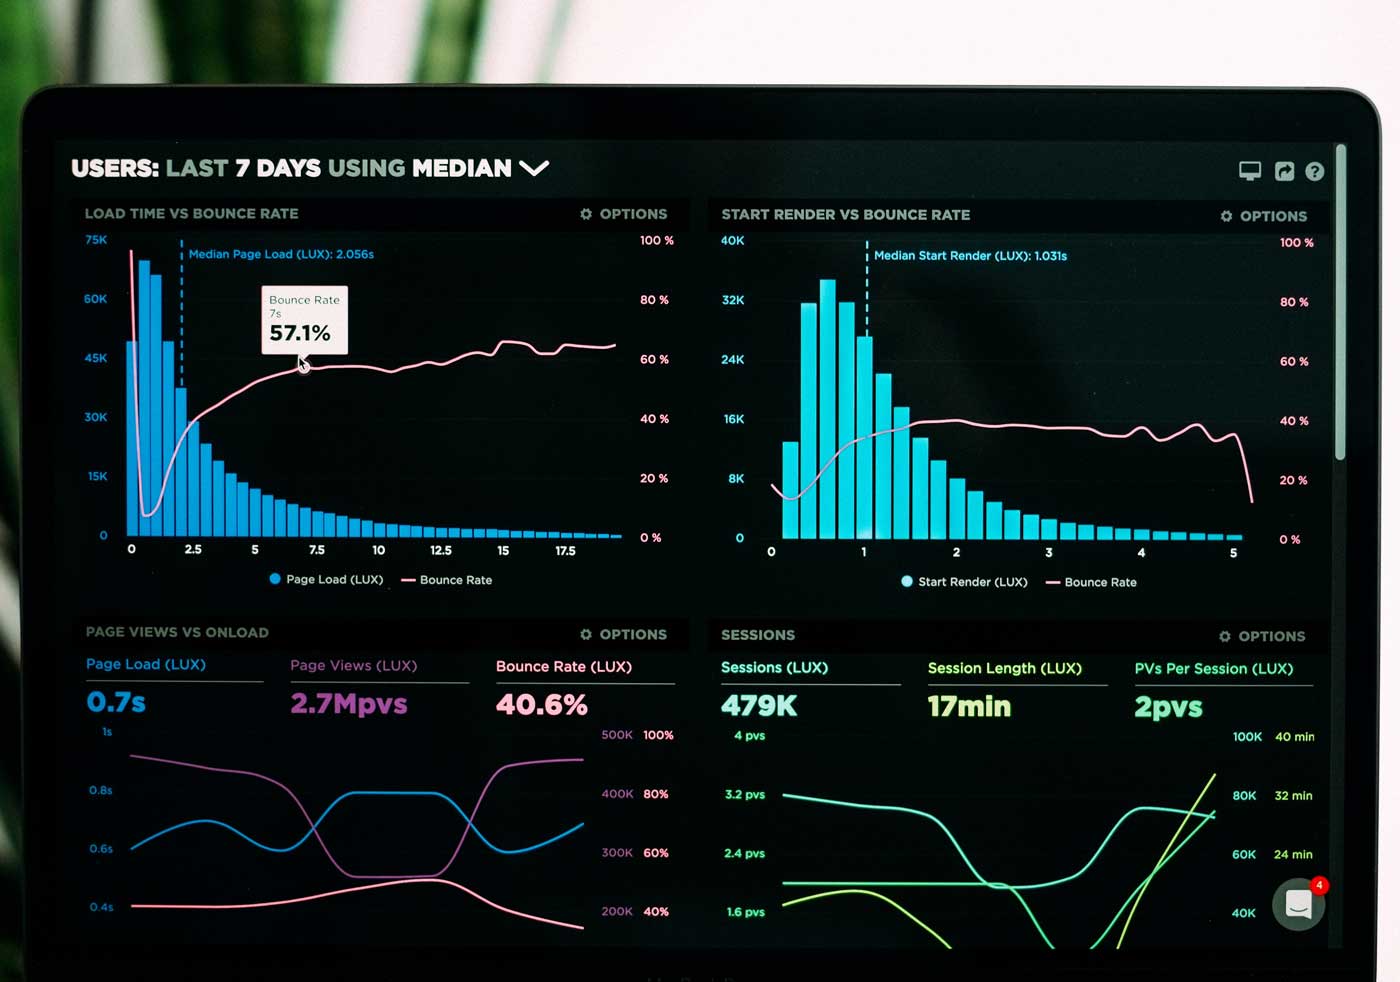 USERS: LAST 7 DAYS USING MEDIAN
LOAD TIME VS BOUNCE RATE
OPTIONS
75K
60K
45K
30K
15K
0
Median Page Load (LUX): 2.056s
Bounce Rate
7s
57.1%
100 %
80 %
60 %
40 %
20 %
0 %
0 2.5 5 7.5 10 12.5 15 17.5
Page Load (LUX) Bounce Rate
START RENDER VS BOUNCE RATE
OPTIONS
40K
32K
24K
16K
8K
0
Median Start Render (LUX): 1.031s
100 %
80 %
60 %
40 %
20 %
0 %
0 1 2 3 4 5
Start Render (LUX) Bounce Rate
PAGE VIEWS VS ONLOAD
OPTIONS
Page Load (LUX) Page Views (LUX) Bounce Rate (LUX)
0.7s 2.7Mpvs 40.6%
1s
0.8s
0.6s
0.4s
500K 100%
400K 80%
300K 60%
200K 40%
SESSIONS
OPTIONS
Sessions (LUX) Session Length (LUX) PVs Per Session (LUX)
479K 17min 2pvs
4 pvs
3.2 pvs
2.4 pvs
1.6 pvs
100K 40 min
80K 32 min
60K 24 min
40K
4